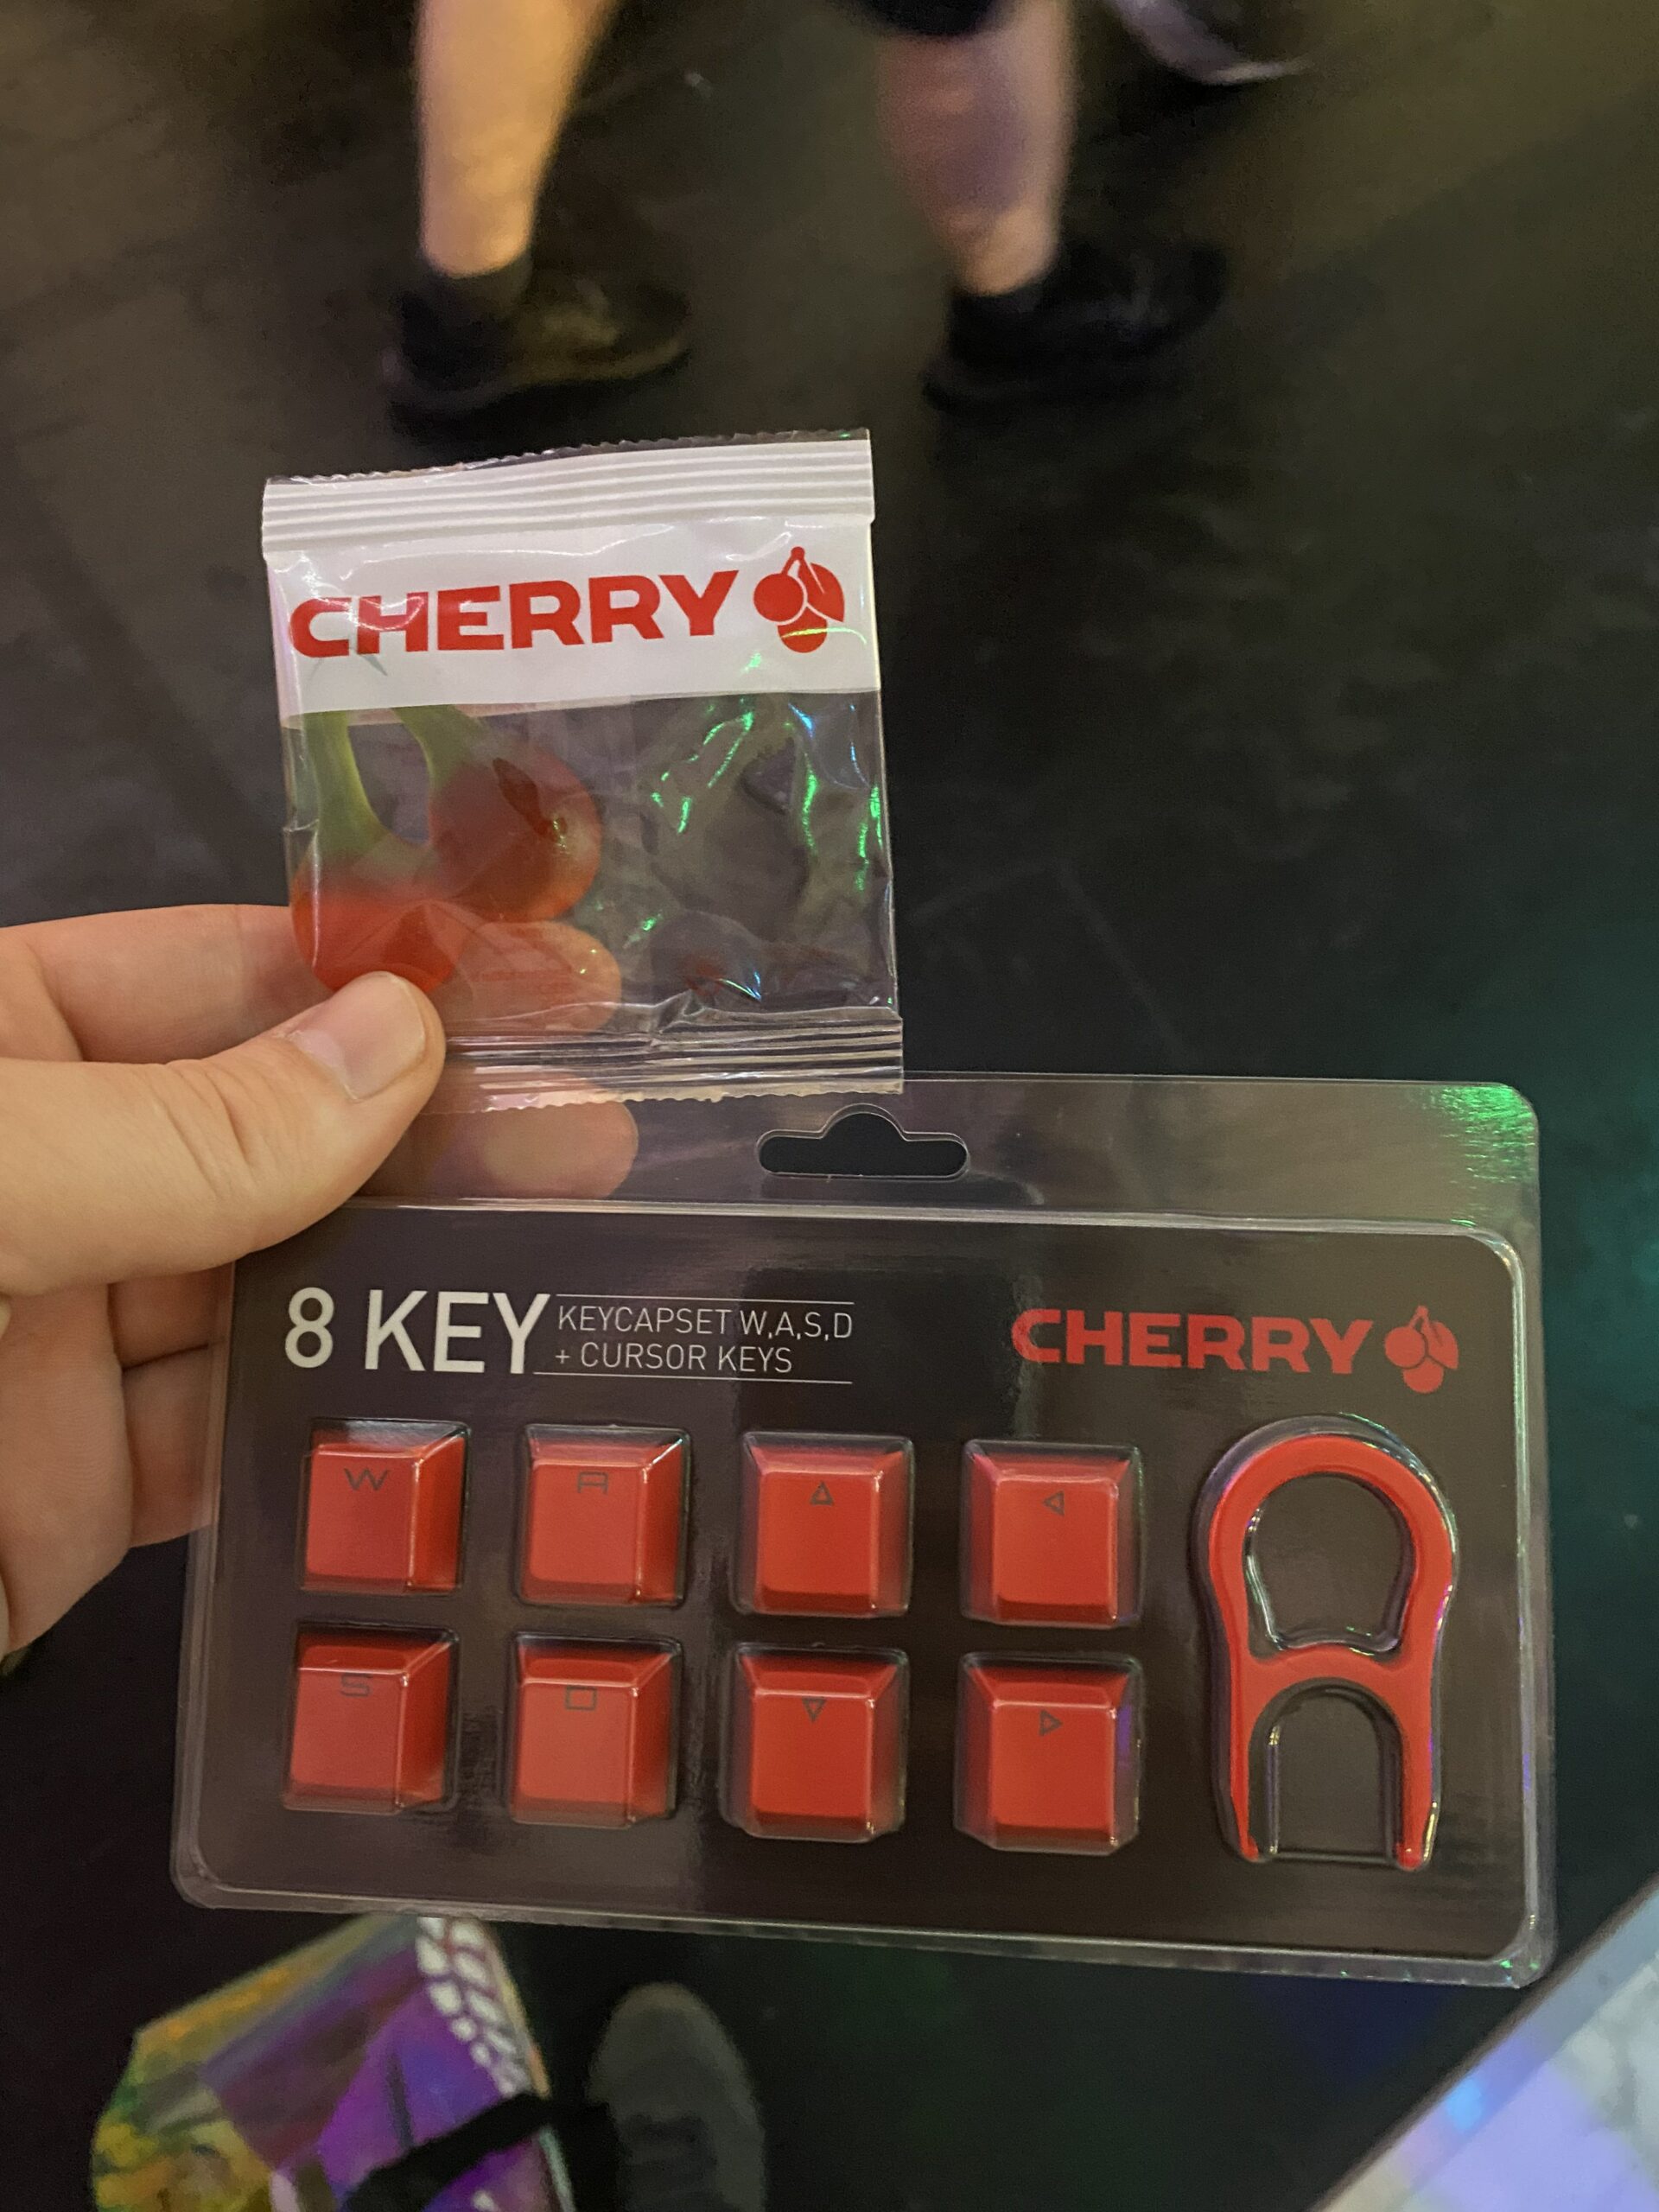 CHERRY
8 KEY
KEYCAPSET W,A,S,D
+ CURSOR KEYS
CHERRY
W
A
S
D